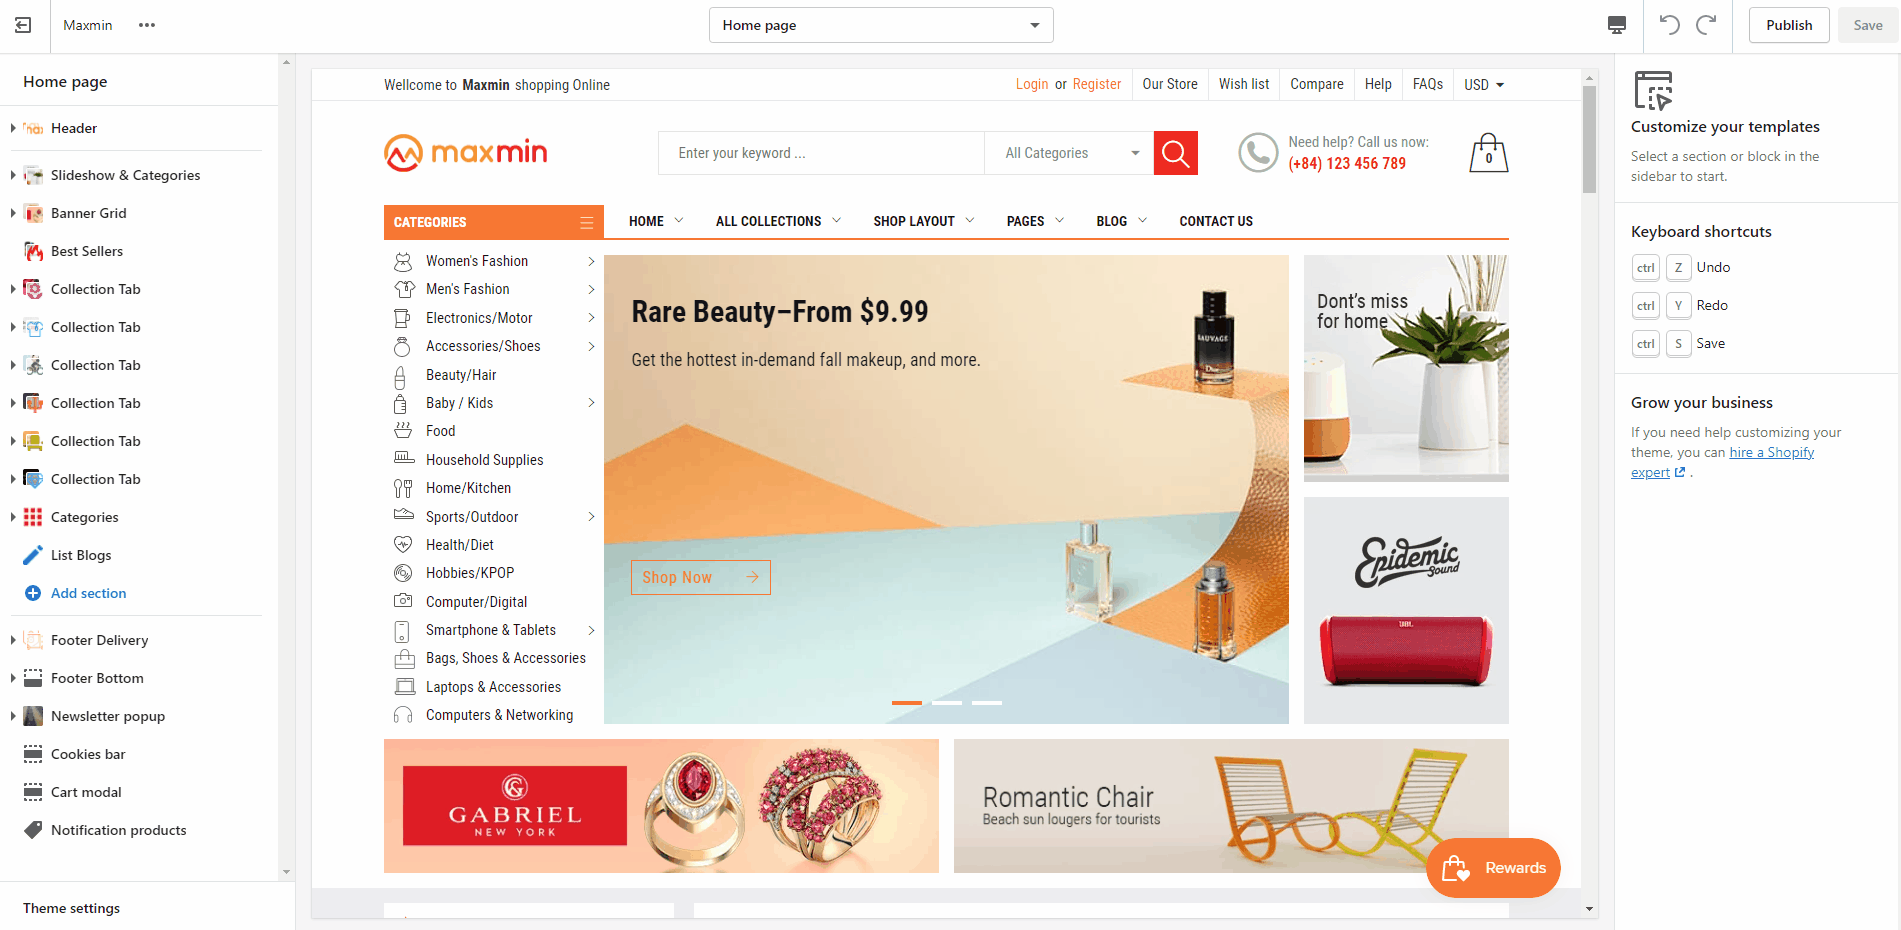 Maxmin
Home page
Publish
Save
Home page
Header
Slideshow & Categories
Banner Grid
Best Sellers
Collection Tab
Collection Tab
Collection Tab
Collection Tab
Collection Tab
Collection Tab
Categories
List Blogs
Add section
Footer Delivery
Footer Bottom
Newsletter popup
Cookies bar
Cart modal
Notification products
Theme settings
Wellcome to Maxmin shopping Online
Login or Register
Our Store
Wish list
Compare
Help
FAQs
USD
maxmin
Enter your keyword ...
All Categories
Need help? Call us now:
(+84) 123 456 789
0
CATEGORIES
HOME
ALL COLLECTIONS
SHOP LAYOUT
PAGES
BLOG
CONTACT US
Women's Fashion
Men's Fashion
Electronics/Motor
Accessories/Shoes
Beauty/Hair
Baby / Kids
Food
Household Supplies
Home/Kitchen
Sports/Outdoor
Health/Diet
Hobbies/KPOP
Computer/Digital
Smartphone & Tablets
Bags, Shoes & Accessories
Laptops & Accessories
Computers & Networking
Rare Beauty–From $9.99
Get the hottest in-demand fall makeup, and more.
Shop Now
SAUVAGE
Dior
Dont's miss
for home
Epidemic
Sound
JBL
GABRIEL
NEW YORK
Romantic Chair
Beach sun lougers for tourists
Rewards
Customize your templates
Select a section or block in the
sidebar to start.
Keyboard shortcuts
ctrl Z Undo
ctrl Y Redo
ctrl S Save
Grow your business
If you need help customizing your
theme, you can hire a Shopify
expert .